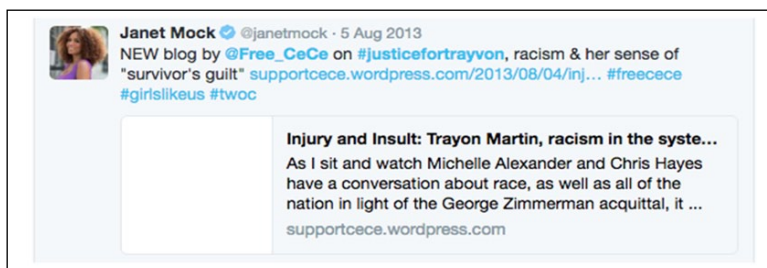 Janet Mock @janetmock · 5 Aug 2013
NEW blog by @Free_CeCe on #justicefortrayvon, racism & her sense of
"survivor's guilt" supportcece.wordpress.com/2013/08/04/inj... #freecece
#girlslikeus #twoc
Injury and Insult: Trayon Martin, racism in the syste...
As I sit and watch Michelle Alexander and Chris Hayes
have a conversation about race, as well as all of the
nation in light of the George Zimmerman acquittal, it ...
supportcece.wordpress.com